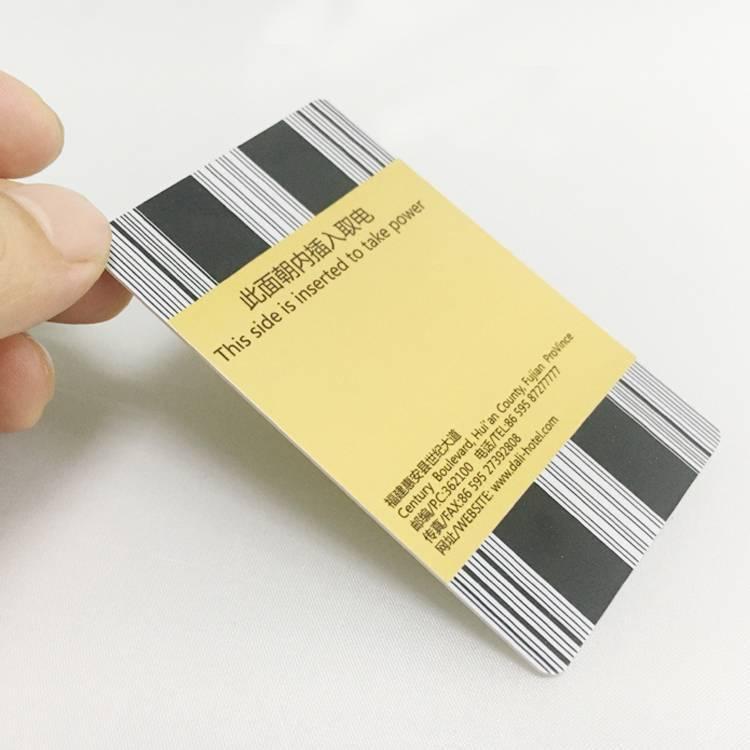 此面朝内插入取电
This side is inserted to take power
福建惠安县世纪大道
Century Boulevard, Hui'an County, Fujian ProVince
邮编/P.C:362100 电话/TEL:86 595 87277777
传真/FAX:86 595 27392808
网址/WEBSITE: www.dali-hotel.com